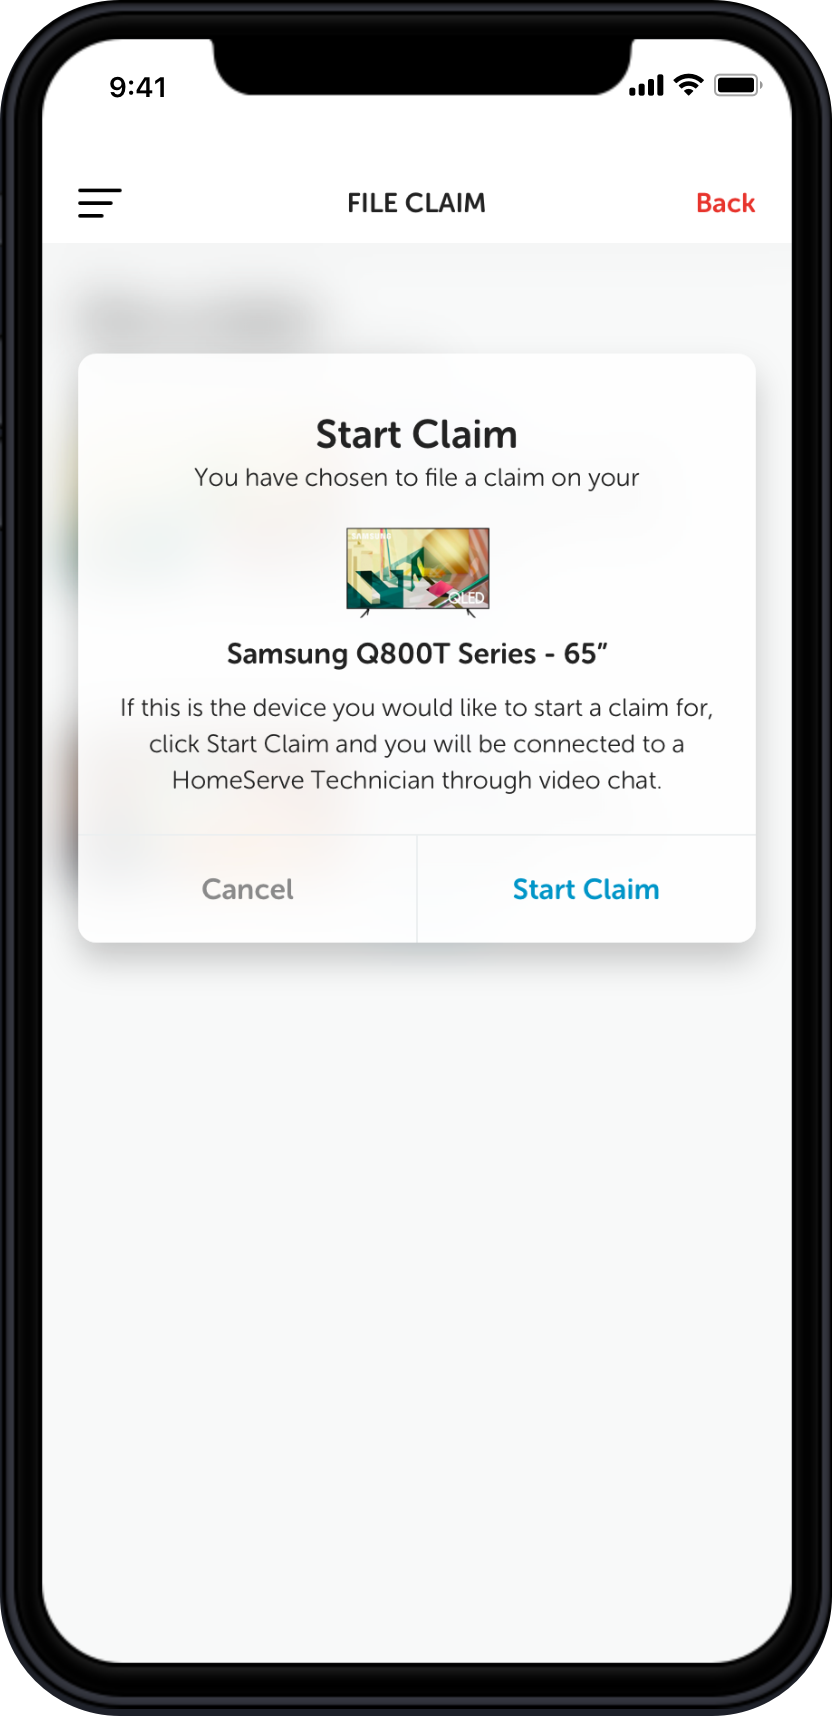 9:41
FILE CLAIM
Back
Start Claim
You have chosen to file a claim on your
SAMSUNG
QLED
Samsung Q800T Series - 65”
If this is the device you would like to start a claim for,
click Start Claim and you will be connected to a
HomeServe Technician through video chat.
Cancel
Start Claim